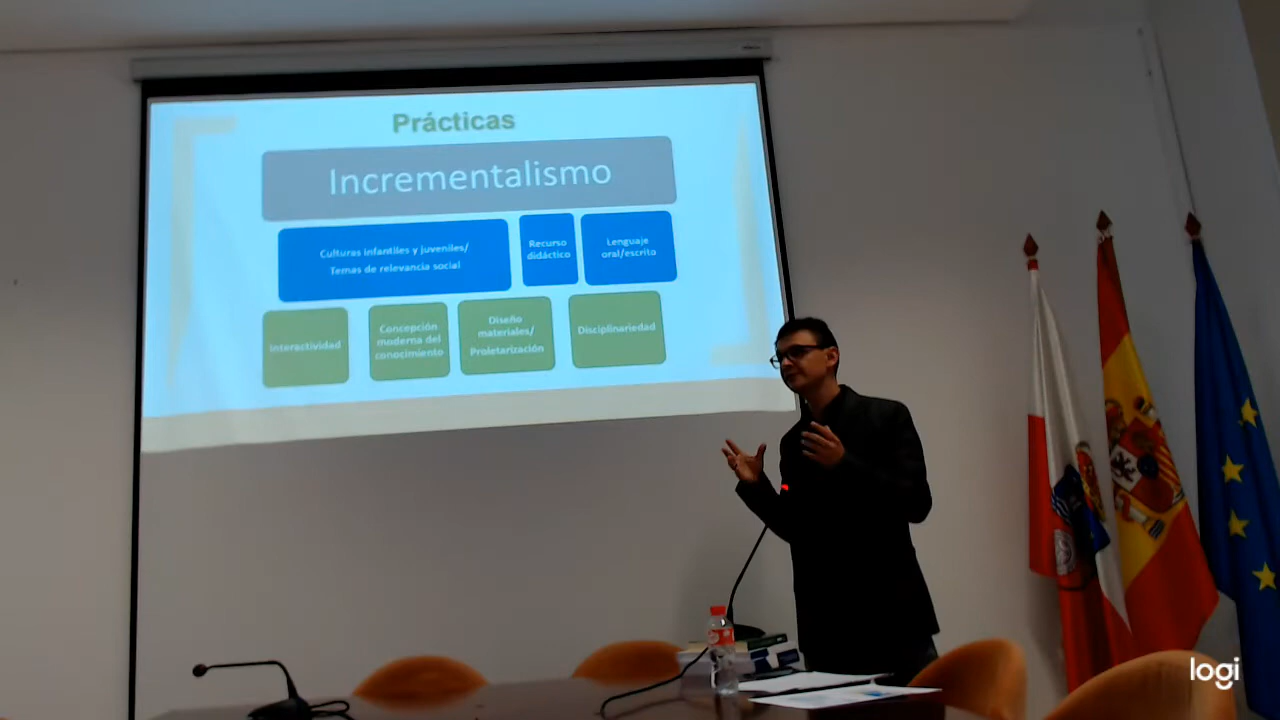 Prácticas
Incrementalismo
Culturas infantiles y juveniles/
Temas de relevancia social
Recurso
didáctico
Lenguaje
oral/escrito
Interactividad
Concepción
moderna del
conocimiento
Diseño
materiales/
Proletarización
Disciplinariedad
logi